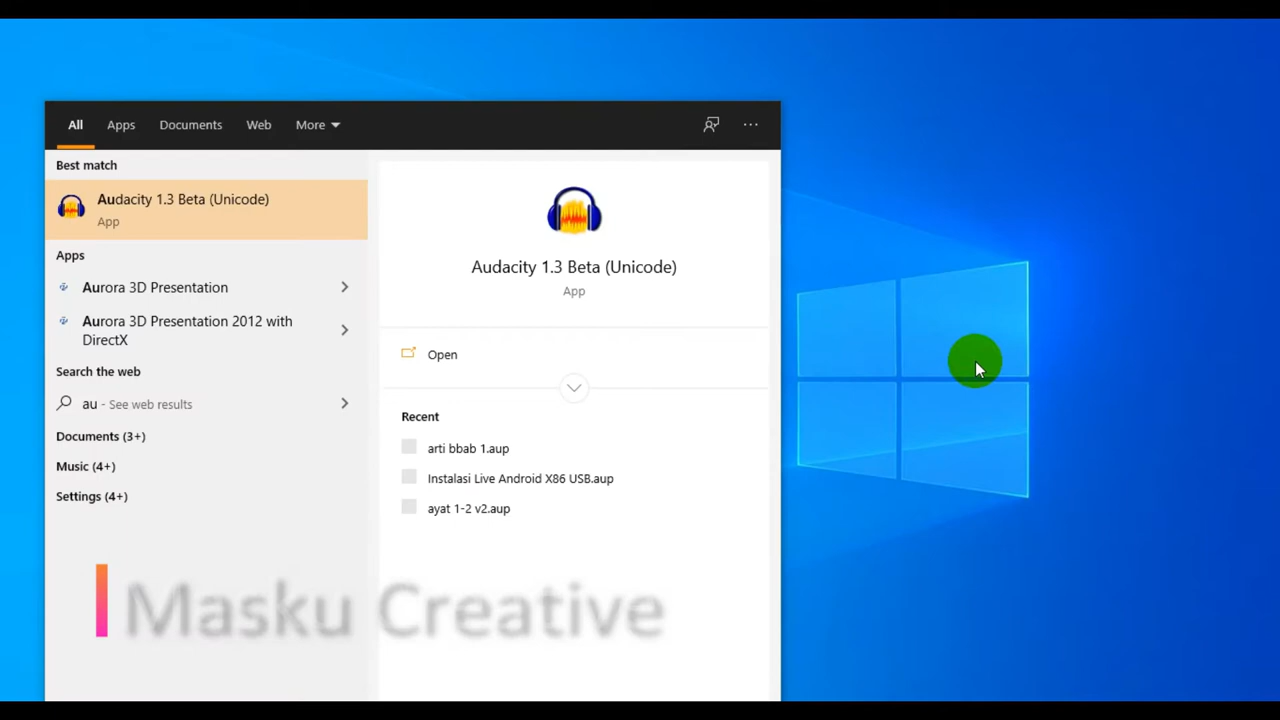 All Apps Documents Web More
Best match
Audacity 1.3 Beta (Unicode)
App
Apps
Aurora 3D Presentation
Aurora 3D Presentation 2012 with
DirectX
Search the web
au - See web results
Documents (3+)
Music (4+)
Settings (4+)
Audacity 1.3 Beta (Unicode)
App
Open
Recent
arti bbab 1.aup
Instalasi Live Android X86 USB.aup
ayat 1-2 v2.aup
Masku Creative